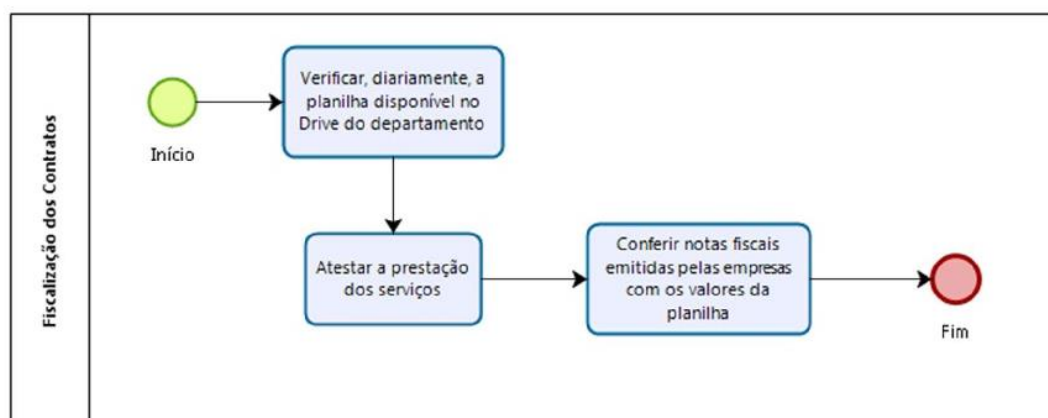 Fiscalização dos Contratos
Início
Verificar, diariamente, a
planilha disponível no
Drive do departamento
Atestar a prestação
dos serviços
Conferir notas fiscais
emitidas pelas empresas
com os valores da
planilha
Fim